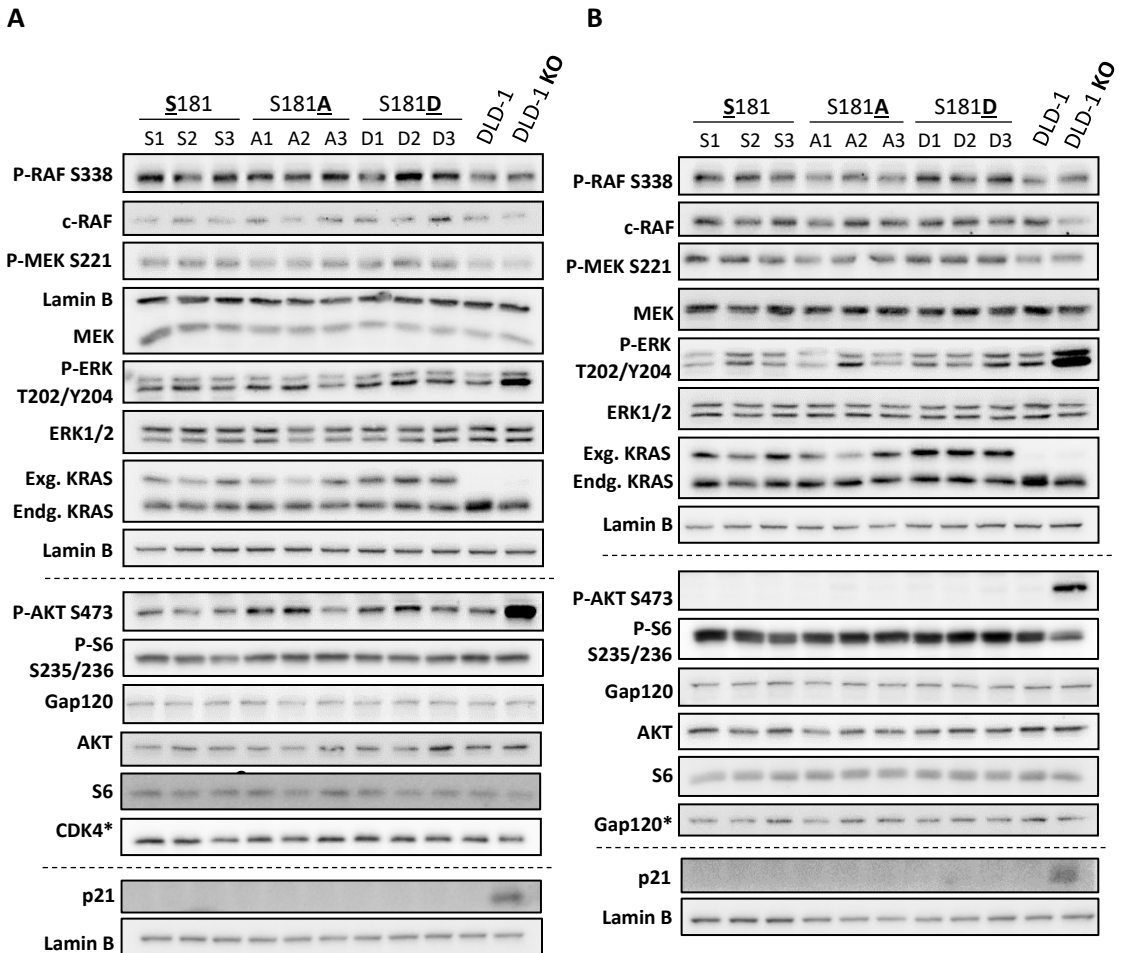 A
S181 S181A S181D DLD-1 DLD-1 KO
S1 S2 S3 A1 A2 A3 D1 D2 D3
P-RAF S338
c-RAF
P-MEK S221
Lamin B
MEK
P-ERK
T202/Y204
ERK1/2
Exg. KRAS
Endg. KRAS
Lamin B
P-AKT S473
P-S6
S235/236
Gap120
AKT
S6
CDK4*
p21
Lamin B
B
S181 S181A S181D DLD-1 DLD-1 KO
S1 S2 S3 A1 A2 A3 D1 D2 D3
P-RAF S338
c-RAF
P-MEK S221
MEK
P-ERK
T202/Y204
ERK1/2
Exg. KRAS
Endg. KRAS
Lamin B
P-AKT S473
P-S6
S235/236
Gap120
AKT
S6
Gap120*
p21
Lamin B